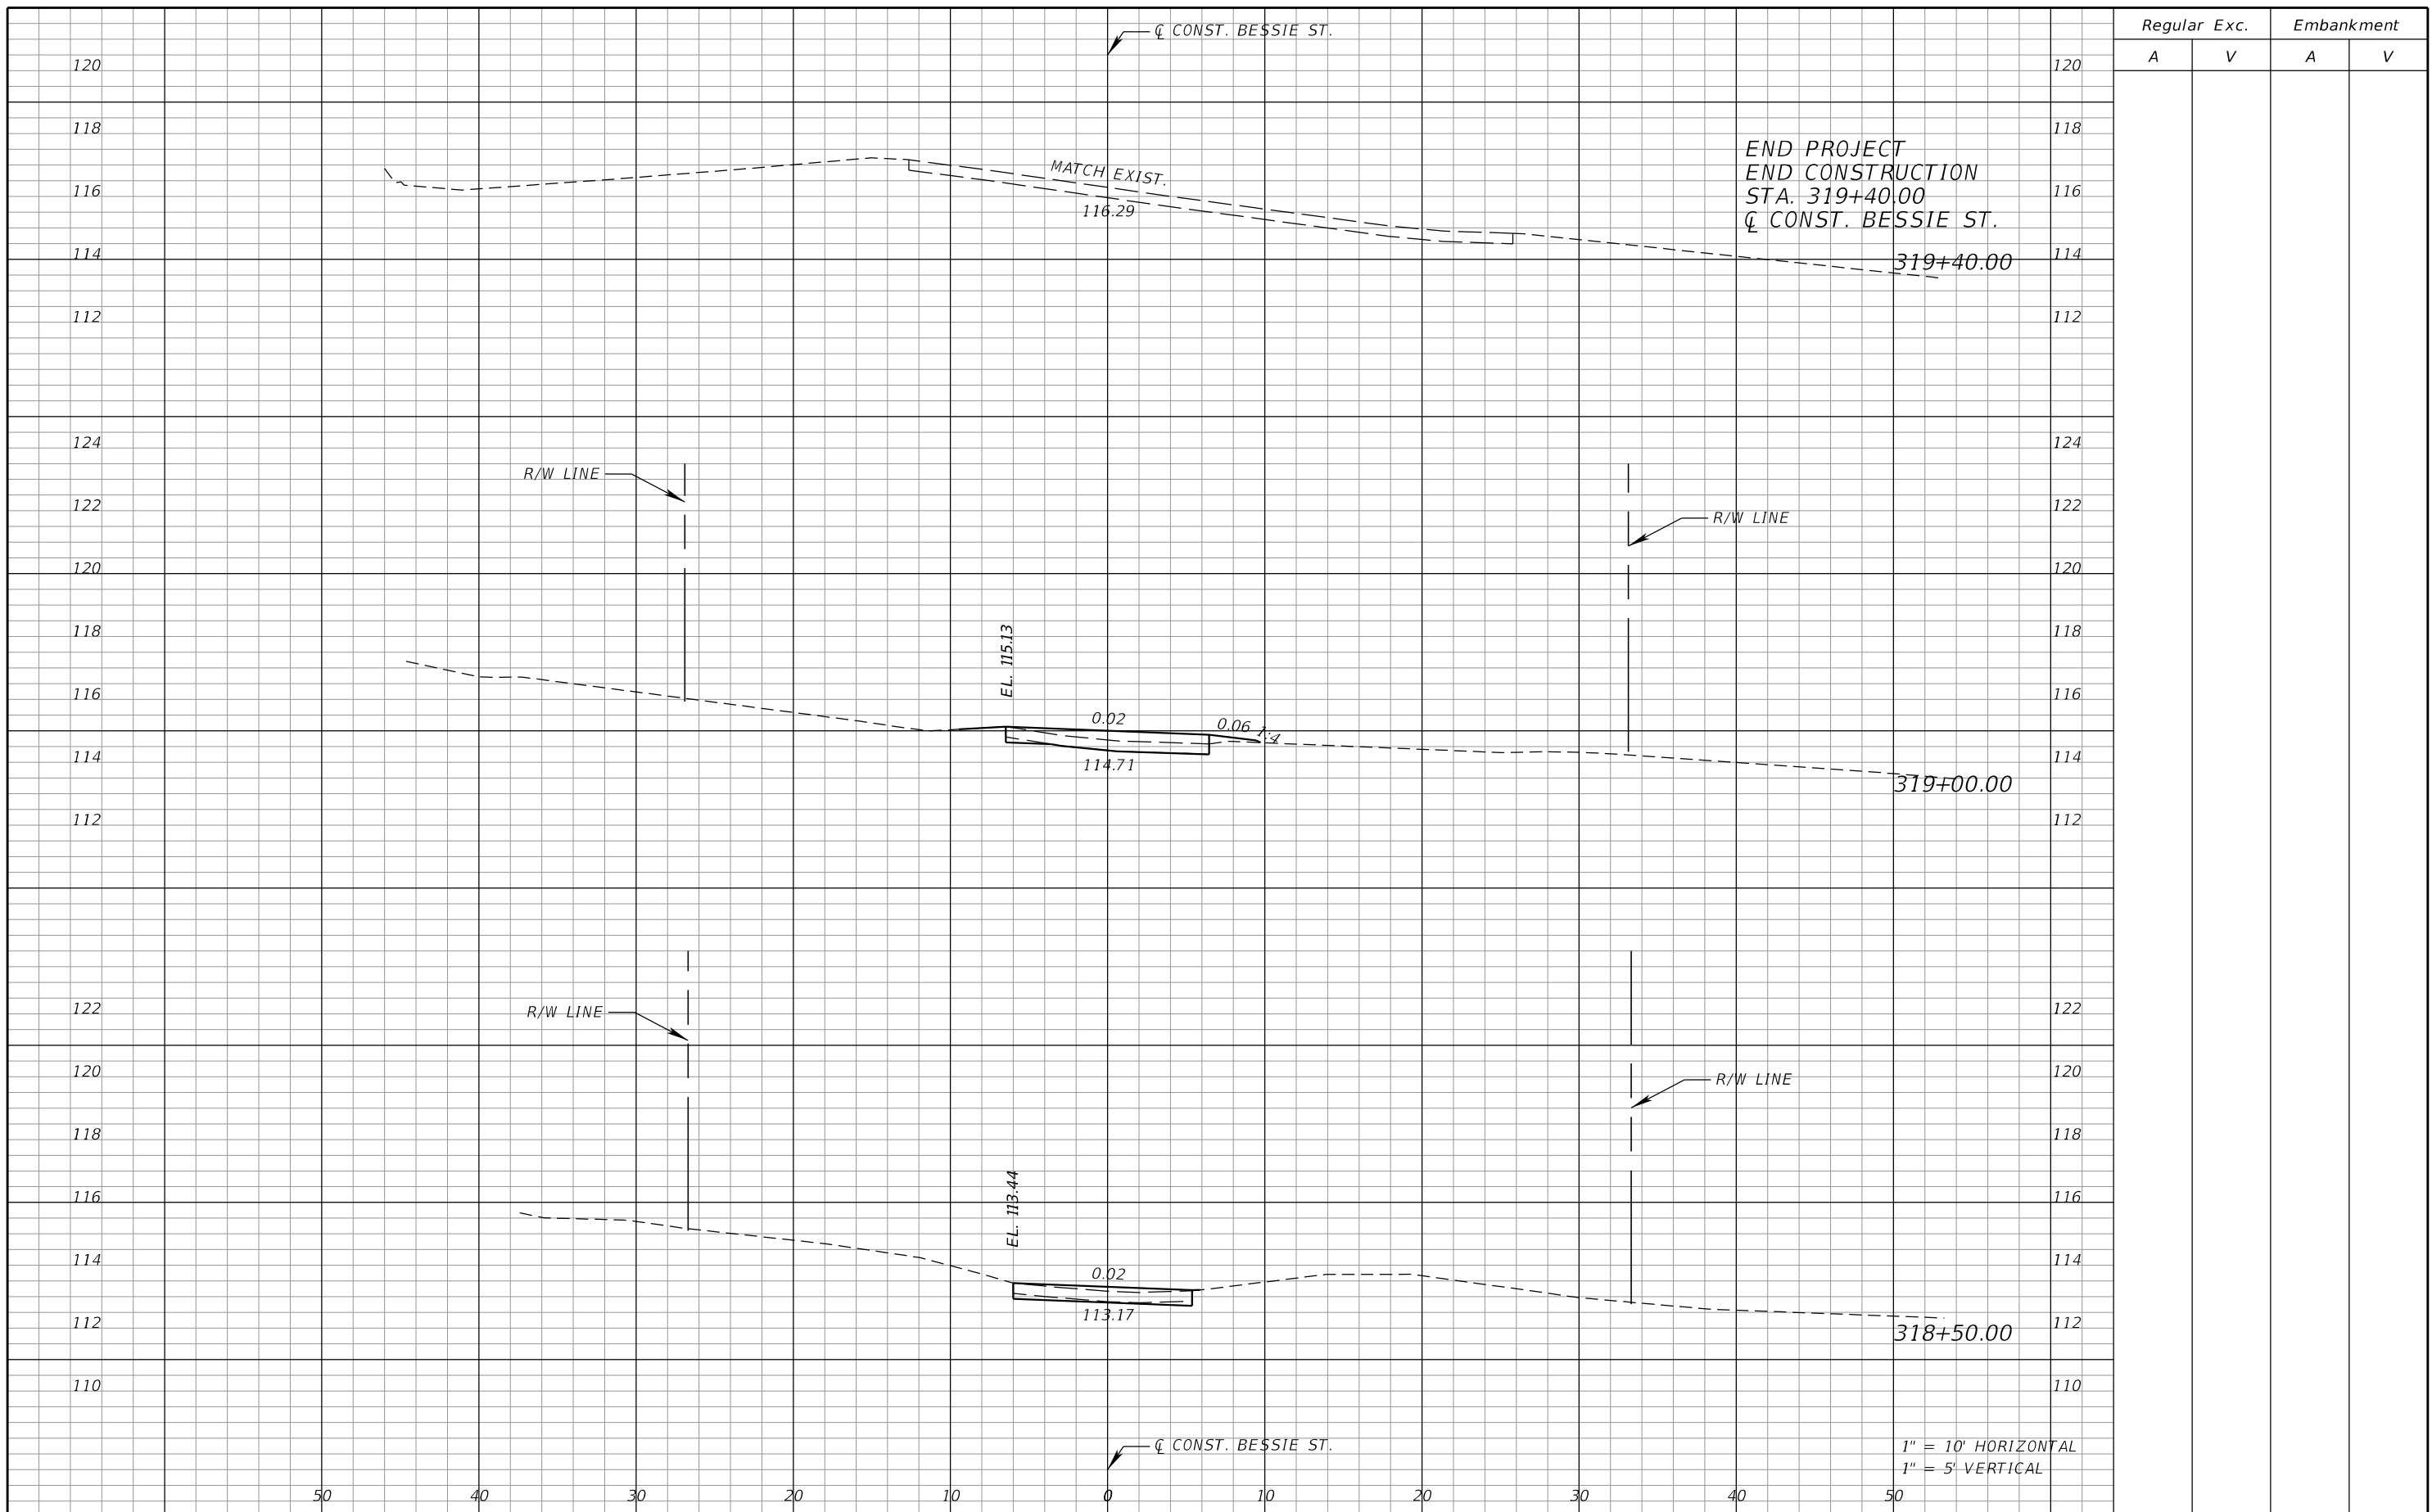 ℄ CONST. BESSIE ST.
Regular Exc. Embankment
A V A V
120 120
118 118
END PROJECT
END CONSTRUCTION
STA. 319+40.00
℄ CONST. BESSIE ST.
MATCH EXIST.
116 116
116.29
114 319+40.00 114
112 112
124 124
R/W LINE
122 122
R/W LINE
120 120
118 118
EL. 115.13
116 116
0.02 0.06 1:4
114 114.71 114
319+00.00
112 112
122 122
R/W LINE
120 120
R/W LINE
118 118
EL. 113.44
116 116
114 114
0.02
113.17
112 112
318+50.00
110 110
℄ CONST. BESSIE ST.
1" = 10' HORIZONTAL
1" = 5' VERTICAL
50 40 30 20 10 0 10 20 30 40 50